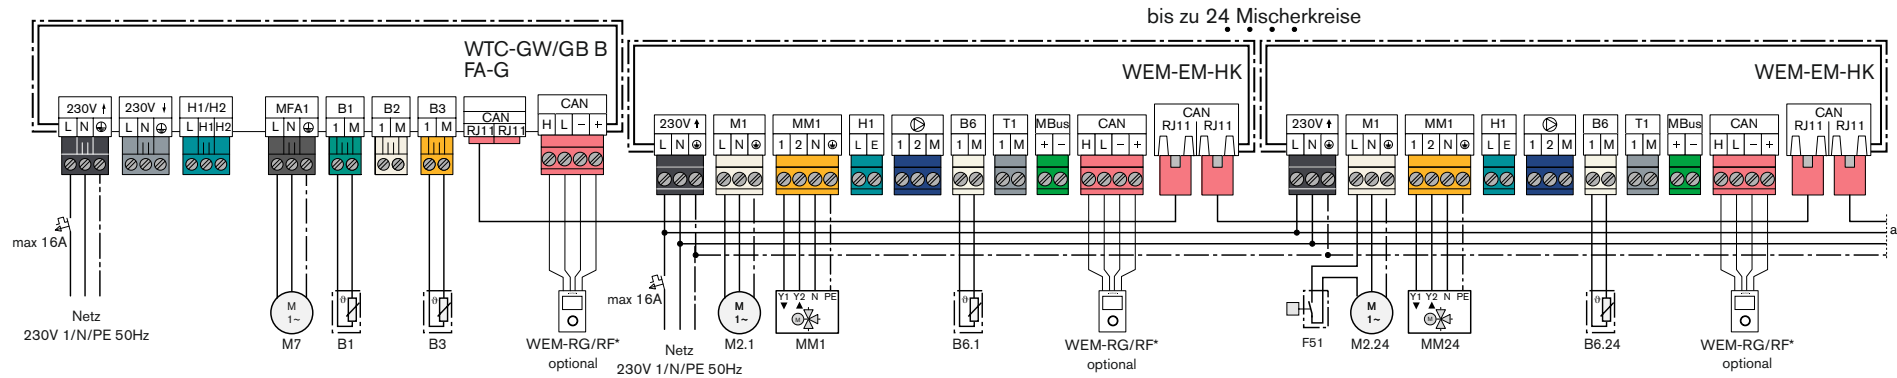 bis zu 24 Mischerkreise
WTC-GW/GB B
FA-G
230V
L N
230V
L N
H1/H2
L H1 H2
MFA1
L N
B1
1 M
B2
1 M
B3
1 M
CAN
RJ11 RJ11
CAN
H L − +
max 16A
Netz
230V 1/N/PE 50Hz
M
1~
M7
ϑ
B1
ϑ
B3
WEM-RG/RF*
optional
WEM-EM-HK
230V
L N
M1
L N
MM1
1 2 N
H1
L E
1 2 M
B6
1 M
T1
1 M
MBus
+ −
CAN
H L − +
CAN
RJ11 RJ11
max 16A
Netz
230V 1/N/PE 50Hz
M
1~
M2.1
Y1 Y2 N PE
M
MM1
ϑ
B6.1
WEM-RG/RF*
optional
WEM-EM-HK
230V
L N
M1
L N
MM1
1 2 N
H1
L E
1 2 M
B6
1 M
T1
1 M
MBus
+ −
CAN
H L − +
CAN
RJ11 RJ11
a
F51
M
1~
M2.24
Y1 Y2 N PE
M
MM24
ϑ
B6.24
WEM-RG/RF*
optional